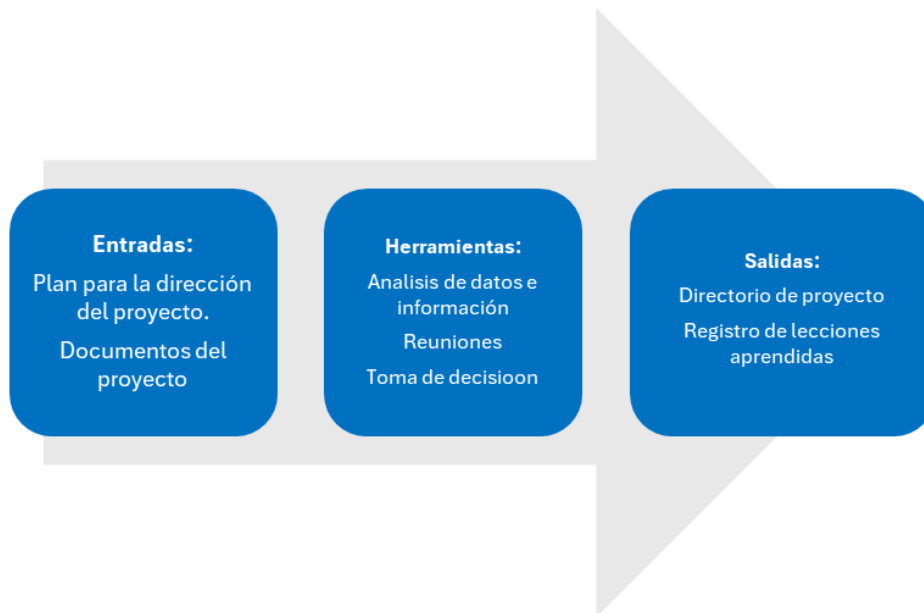 Entradas:
Plan para la dirección
del proyecto.
Documentos del
proyecto
Herramientas:
Analisis de datos e
información
Reuniones
Toma de decisioon
Salidas:
Directorio de proyecto
Registro de lecciones
aprendidas